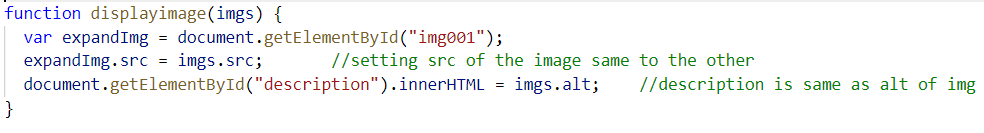 function displayimage(imgs) {
  var expandImg = document.getElementById("img001");
  expandImg.src = imgs.src;       //setting src of the image same to the other
  document.getElementById("description").innerHTML = imgs.alt;    //description is same as alt of img
}